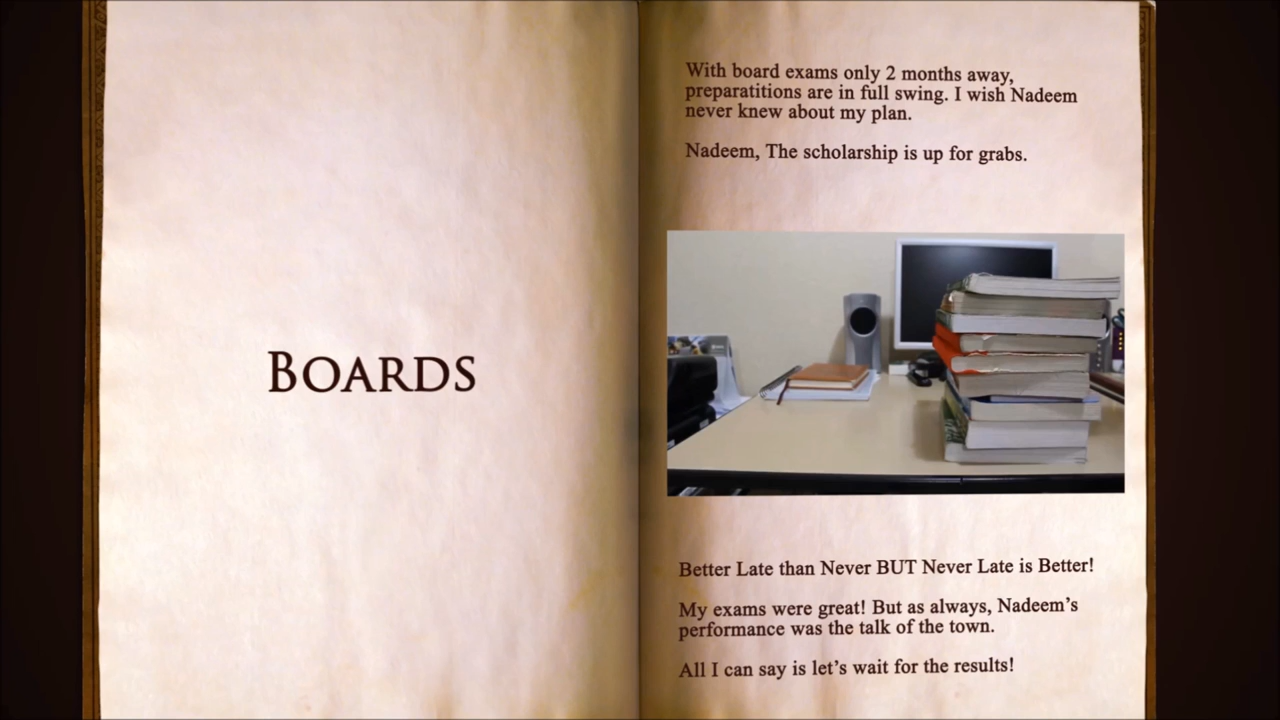 BOARDS
With board exams only 2 months away,
preparatitions are in full swing. I wish Nadeem
never knew about my plan.
Nadeem, The scholarship is up for grabs.
Better Late than Never BUT Never Late is Better!
My exams were great! But as always, Nadeem’s
performance was the talk of the town.
All I can say is let’s wait for the results!